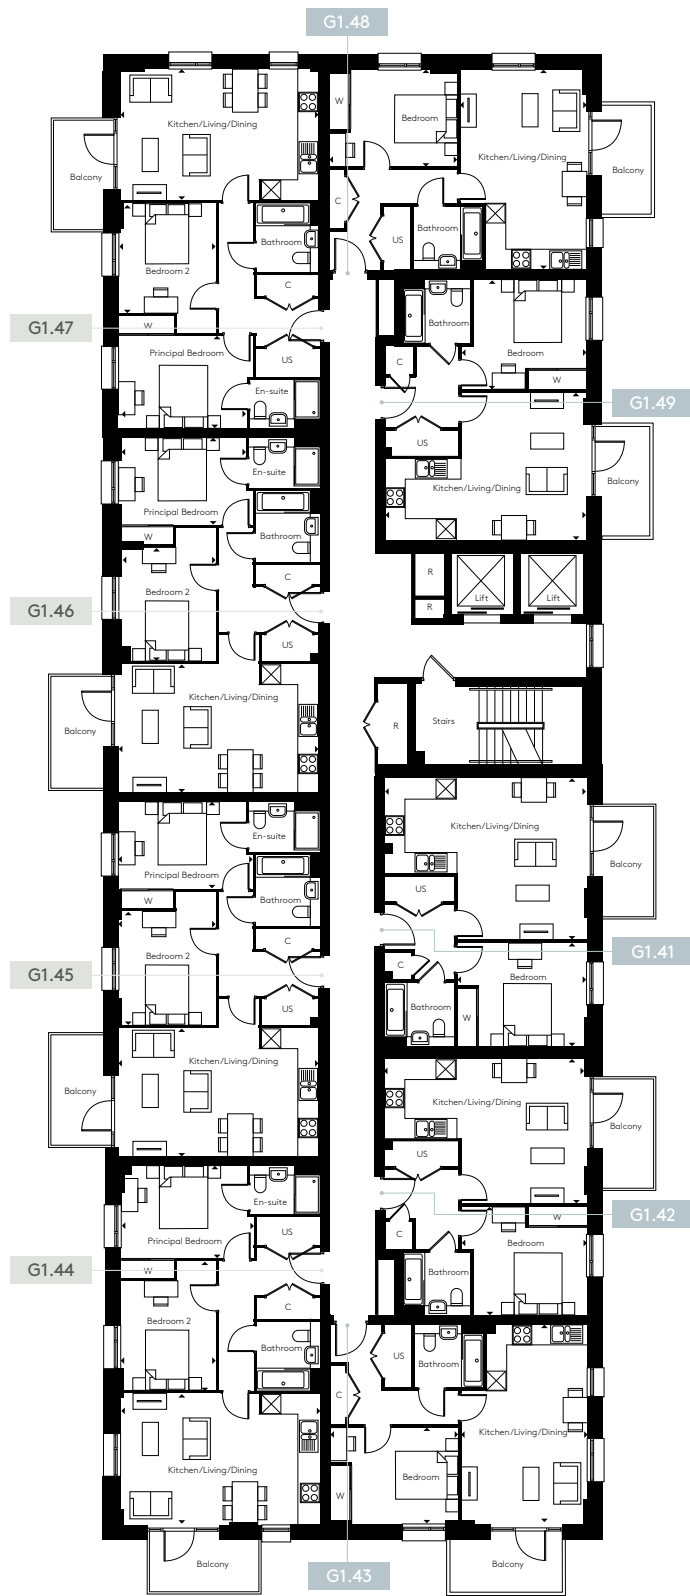 G1.48
W
Bedroom
Kitchen/Living/Dining
Kitchen/Living/Dining
Balcony
Balcony
C
US
Bathroom
Bathroom
Bedroom 2
C
W
G1.47
Principal Bedroom
US
En-suite
Bathroom
Bedroom
C
W
G1.49
US
Kitchen/Living/Dining
Balcony
En-suite
Principal Bedroom
W
Bathroom
C
Bedroom 2
G1.46
US
R
R
Lift
Lift
Kitchen/Living/Dining
Balcony
R
Stairs
Kitchen/Living/Dining
Balcony
US
En-suite
Principal Bedroom
W
Bathroom
C
Bedroom 2
G1.45
US
G1.41
C
Bedroom
Bathroom
W
Kitchen/Living/Dining
Balcony
Kitchen/Living/Dining
Balcony
US
En-suite
Principal Bedroom
US
G1.42
W
C
Bedroom
Bathroom
G1.44
W
C
Bedroom 2
Bathroom
US
Bathroom
C
Kitchen/Living/Dining
Kitchen/Living/Dining
Bedroom
W
Balcony
Balcony
G1.43